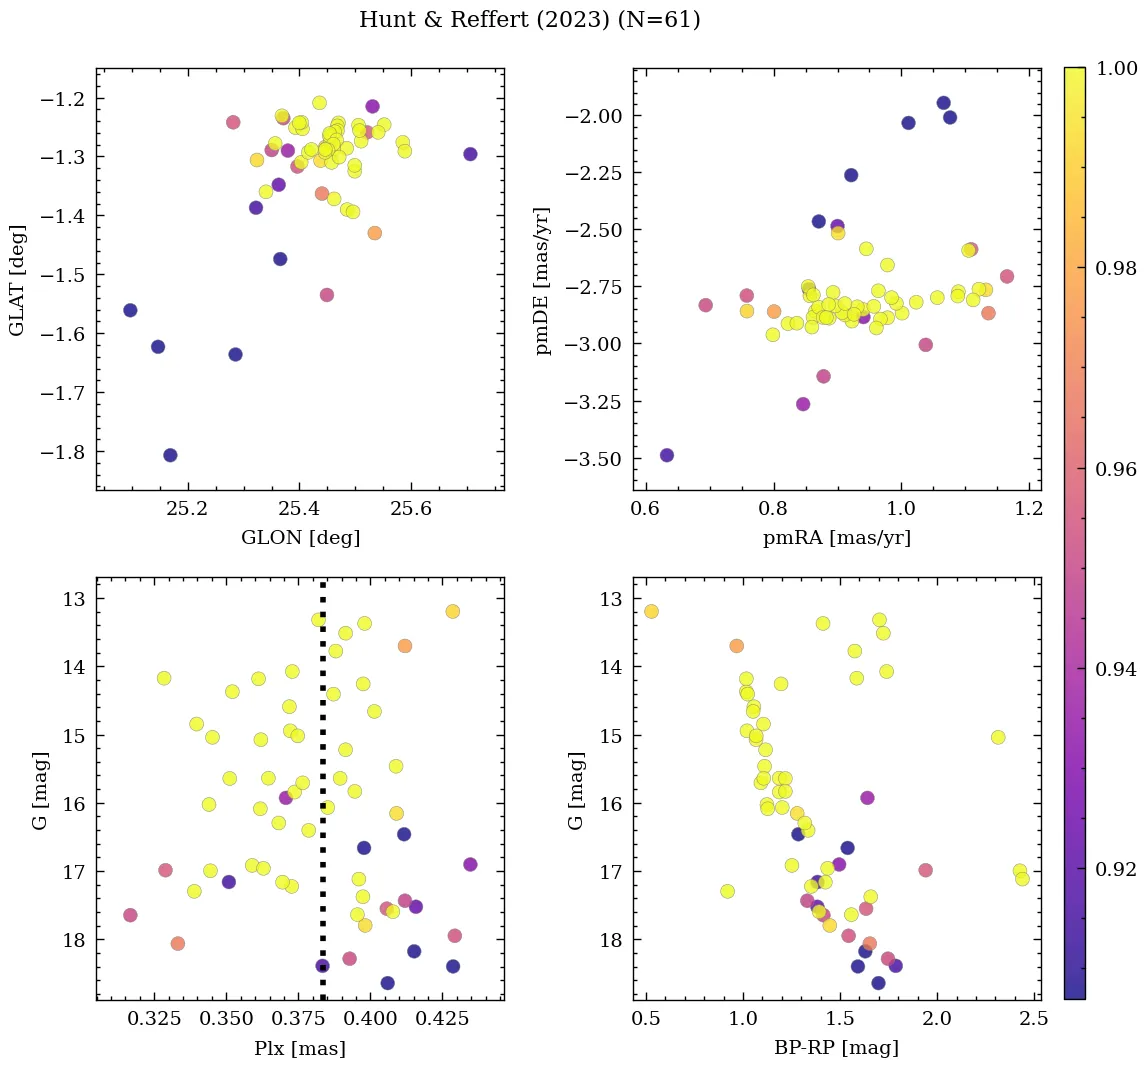 Hunt & Reffert (2023) (N=61)
−1.2
−1.3
−1.4
−1.5
−1.6
−1.7
−1.8
GLAT [deg]
25.2 25.4 25.6
GLON [deg]
−2.00
−2.25
−2.50
−2.75
−3.00
−3.25
−3.50
pmDE [mas/yr]
0.6 0.8 1.0 1.2
pmRA [mas/yr]
1.00
0.98
0.96
0.94
0.92
13
14
15
16
17
18
G [mag]
0.325 0.350 0.375 0.400 0.425
Plx [mas]
13
14
15
16
17
18
G [mag]
0.5 1.0 1.5 2.0 2.5
BP-RP [mag]